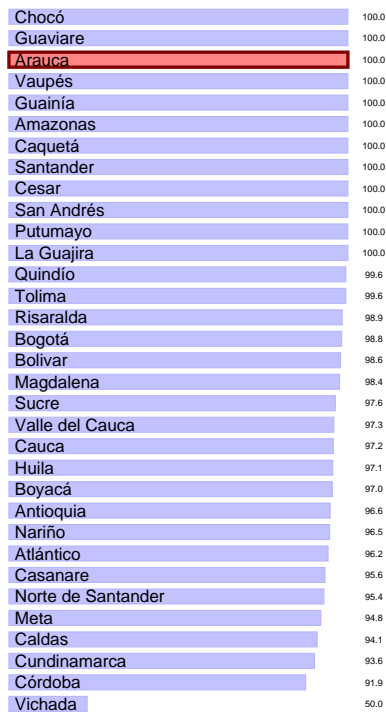 Chocó 100.0
Guaviare 100.0
Arauca 100.0
Vaupés 100.0
Guainía 100.0
Amazonas 100.0
Caquetá 100.0
Santander 100.0
Cesar 100.0
San Andrés 100.0
Putumayo 100.0
La Guajira 100.0
Quindío 99.6
Tolima 99.6
Risaralda 98.9
Bogotá 98.8
Bolivar 98.6
Magdalena 98.4
Sucre 97.6
Valle del Cauca 97.3
Cauca 97.2
Huila 97.1
Boyacá 97.0
Antioquia 96.6
Nariño 96.5
Atlántico 96.2
Casanare 95.6
Norte de Santander 95.4
Meta 94.8
Caldas 94.1
Cundinamarca 93.6
Córdoba 91.9
Vichada 50.0